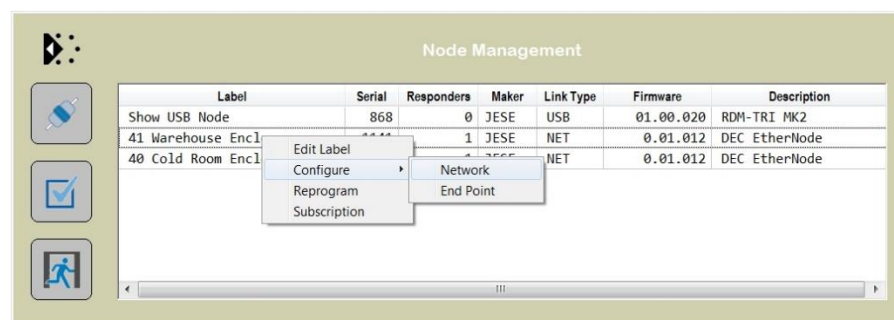 Node Management
Label Serial Responders Maker Link Type Firmware Description
Show USB Node 868 0 JESE USB 01.00.020 RDM-TRI MK2
41 Warehouse Encl 1 JESE NET 0.01.012 DEC EtherNode
40 Cold Room Encl JESE NET 0.01.012 DEC EtherNode
Edit Label
Configure Network
Reprogram End Point
Subscription